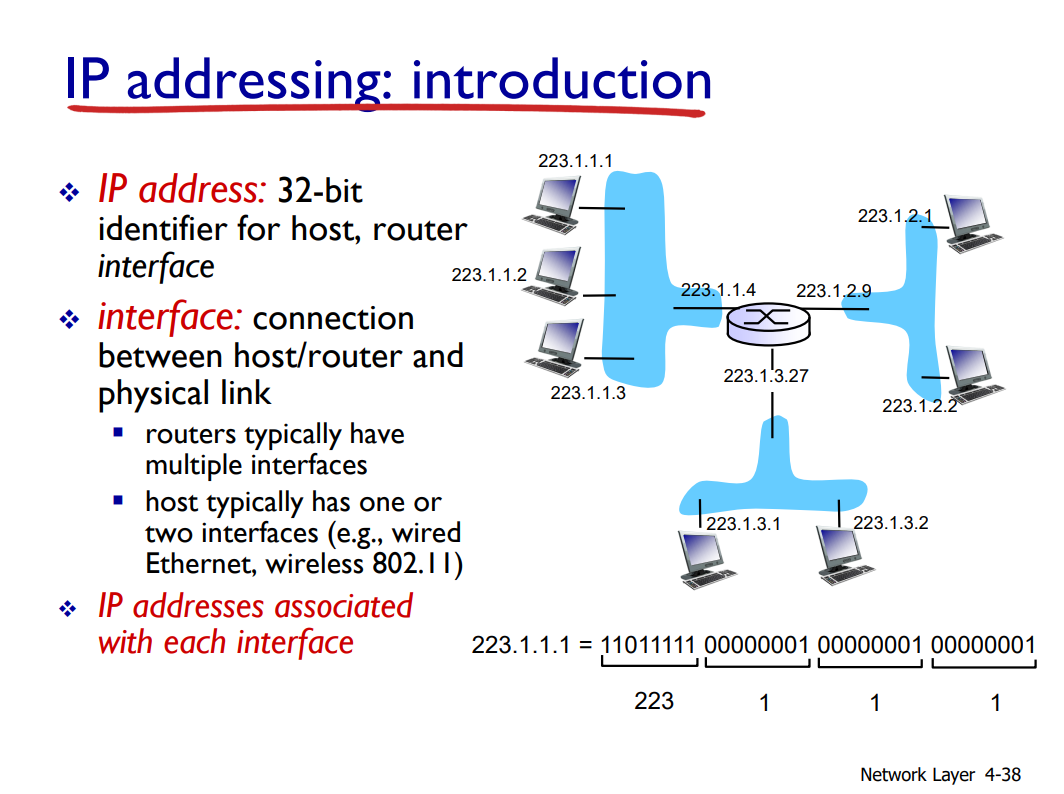 IP addressing: introduction
IP address: 32-bit
identifier for host, router
interface
interface: connection
between host/router and
physical link
routers typically have
multiple interfaces
host typically has one or
two interfaces (e.g., wired
Ethernet, wireless 802.11)
IP addresses associated
with each interface
223.1.1.1
223.1.1.2
223.1.1.3
223.1.1.4
223.1.2.9
223.1.2.1
223.1.2.2
223.1.3.27
223.1.3.1
223.1.3.2
223.1.1.1 = 11011111 00000001 00000001 00000001
223 1 1 1
Network Layer 4-38